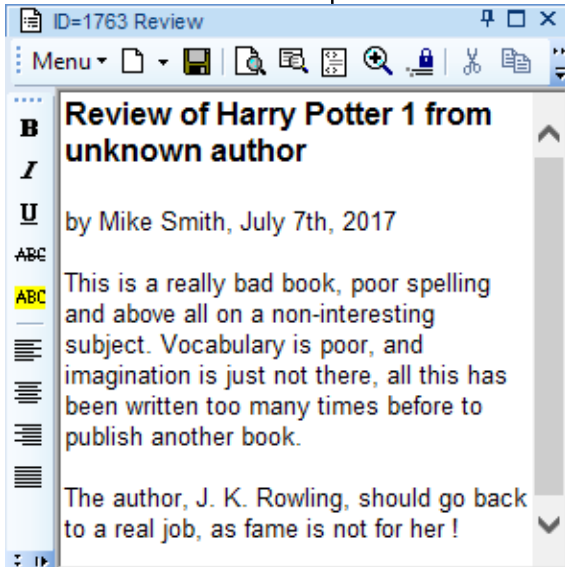 ID=1763 Review
Menu
B
Review of Harry Potter 1 from
unknown author
I
U
by Mike Smith, July 7th, 2017
ABC
ABC
This is a really bad book, poor spelling
and above all on a non-interesting
subject. Vocabulary is poor, and
imagination is just not there, all this has
been written too many times before to
publish another book.
The author, J. K. Rowling, should go back
to a real job, as fame is not for her !